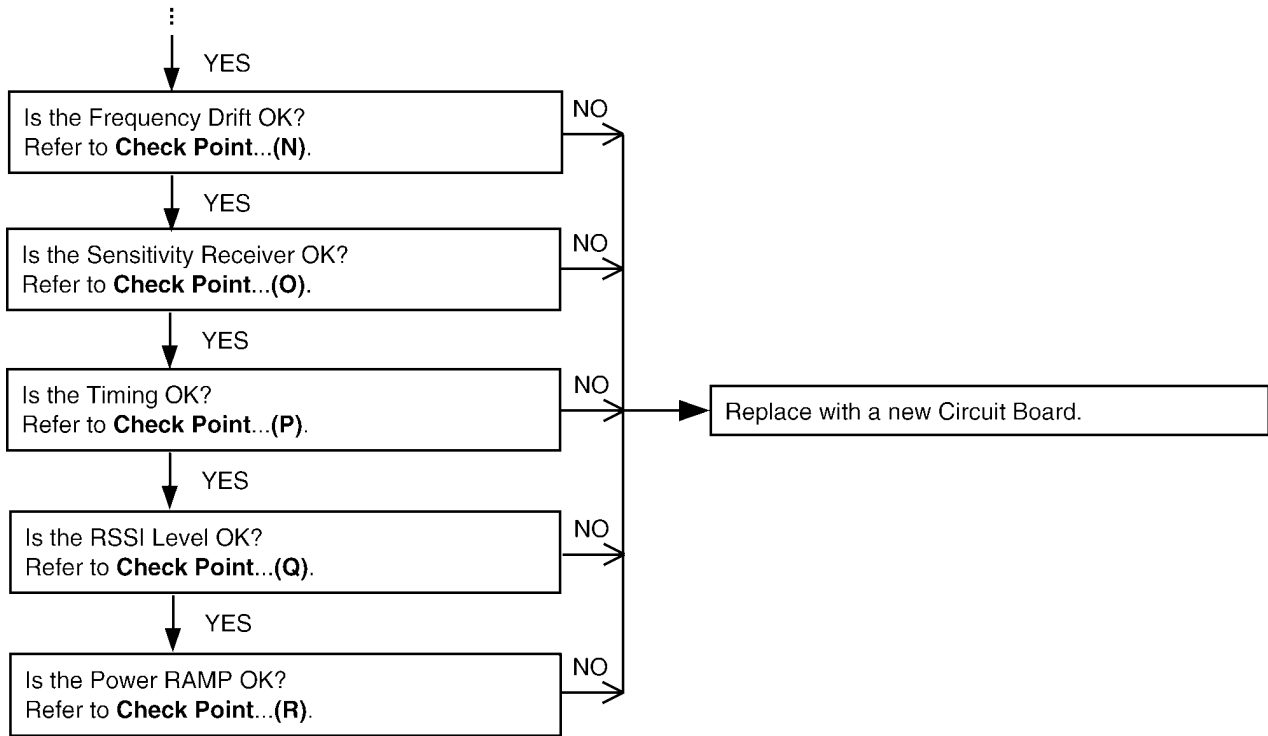 ⋮
YES
Is the Frequency Drift OK?
Refer to Check Point...(N).
NO
YES
Is the Sensitivity Receiver OK?
Refer to Check Point...(O).
NO
YES
Is the Timing OK?
Refer to Check Point...(P).
NO
Replace with a new Circuit Board.
YES
Is the RSSI Level OK?
Refer to Check Point...(Q).
NO
YES
Is the Power RAMP OK?
Refer to Check Point...(R).
NO